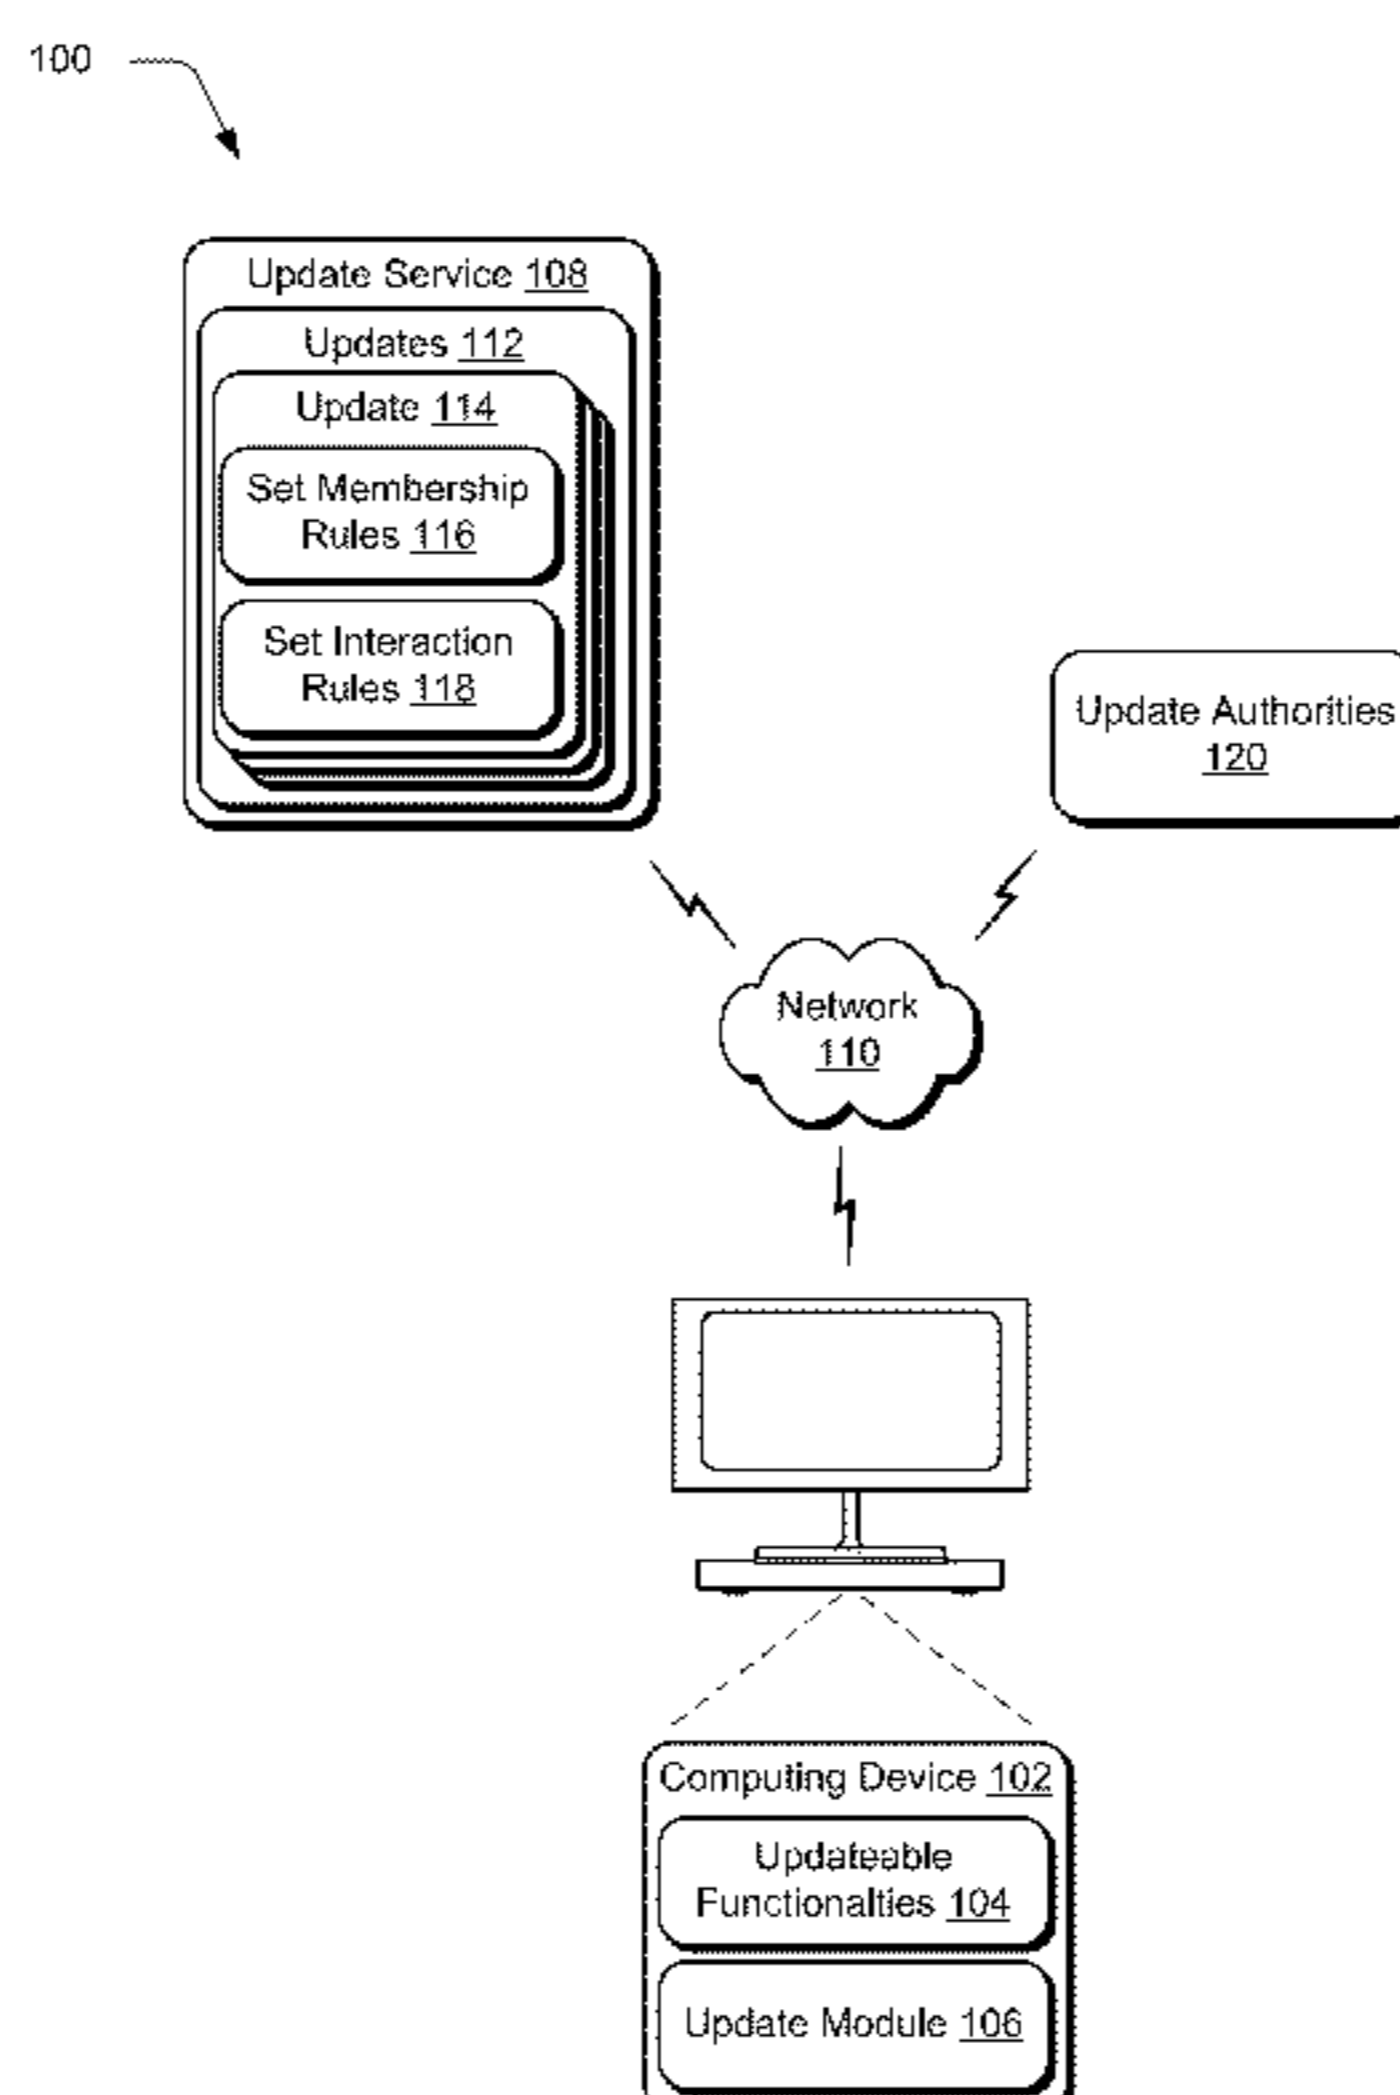 100
Update Service 108
Updates 112
Update 114
Set Membership
Rules 116
Set Interaction
Rules 118
Update Authorities
120
Network
110
Computing Device 102
Updateable
Functionalties 104
Update Module 106